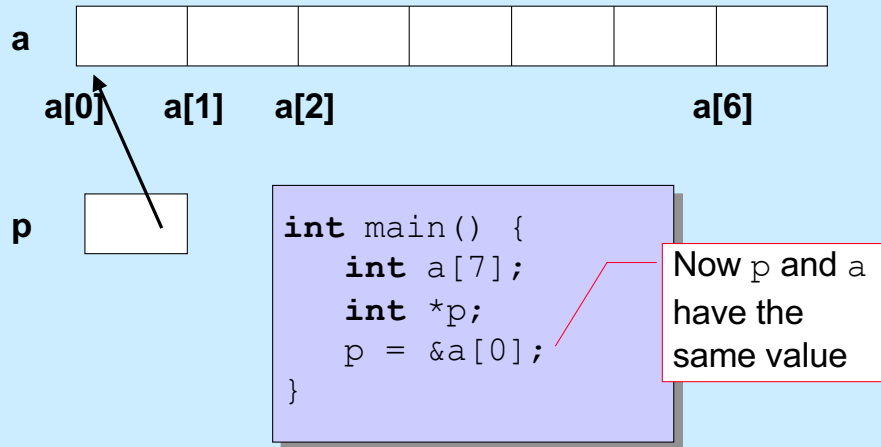 a
a[0] a[1] a[2] a[6]
p
int main() {
int a[7];
int *p;
p = &a[0];
}
Now p and a
have the
same value